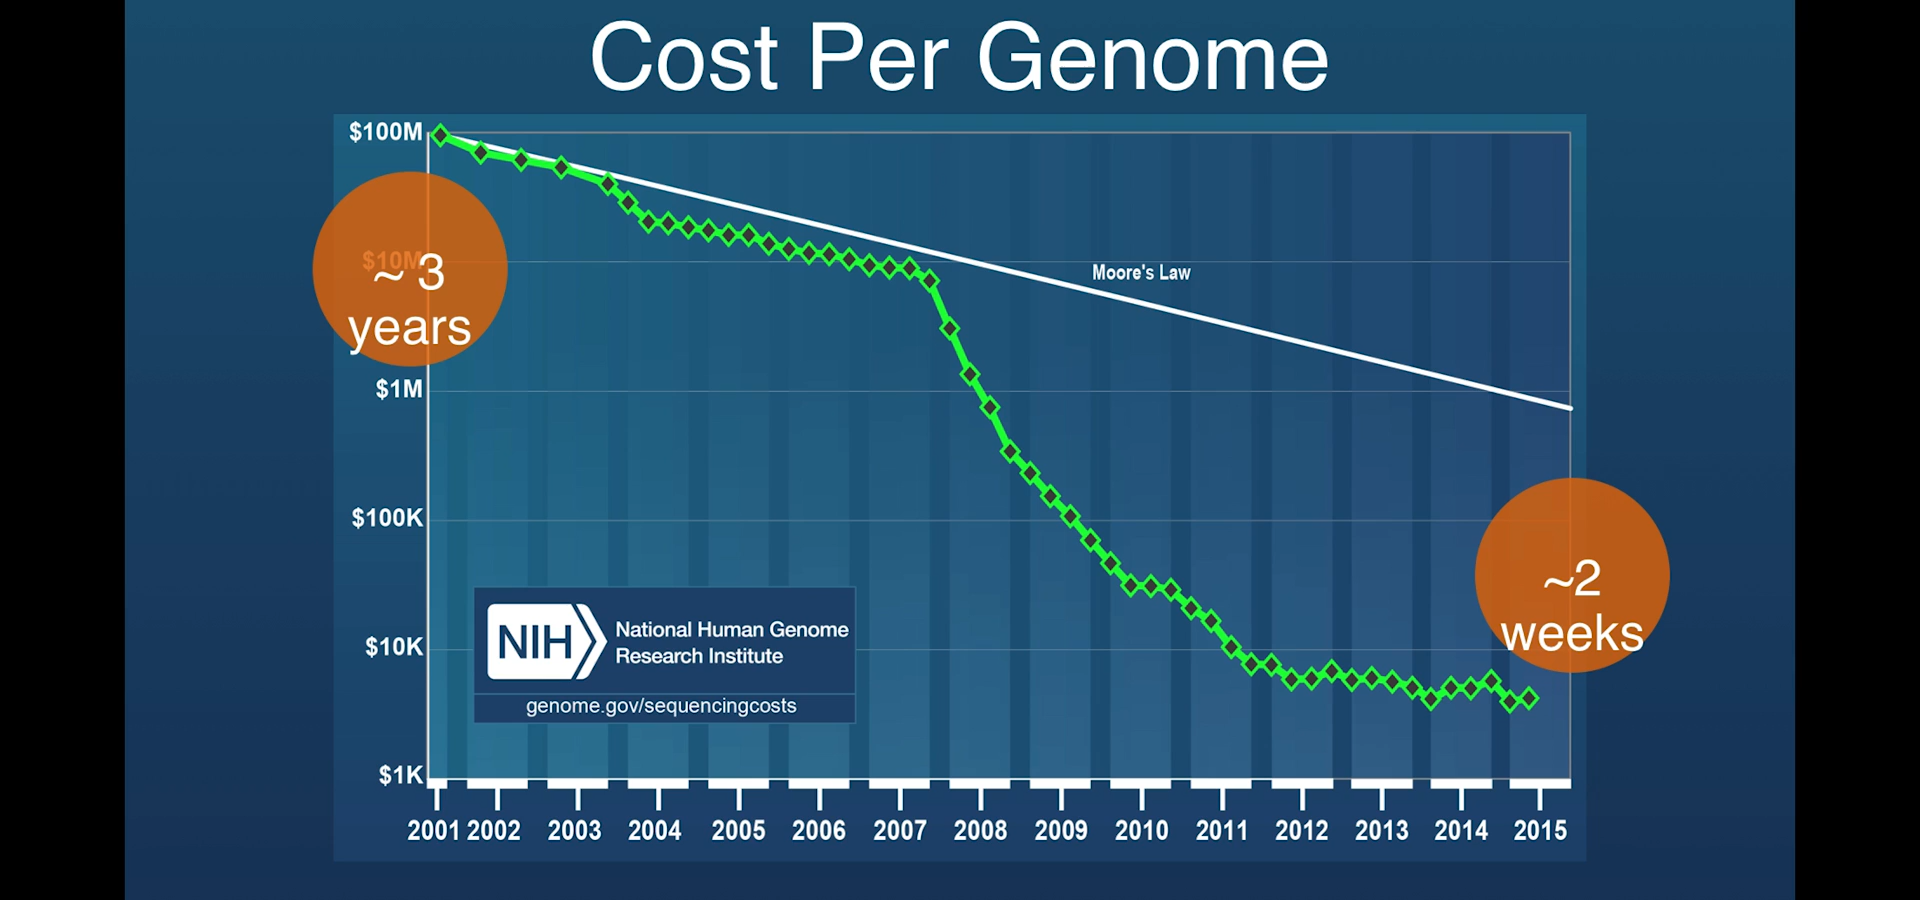 Cost Per Genome
$100M
$10M
~ 3
years
$1M
$100K
$10K
$1K
Moore's Law
~2
weeks
NIH
National Human Genome
Research Institute
genome.gov/sequencingcosts
2001 2002 2003 2004 2005 2006 2007 2008 2009 2010 2011 2012 2013 2014 2015